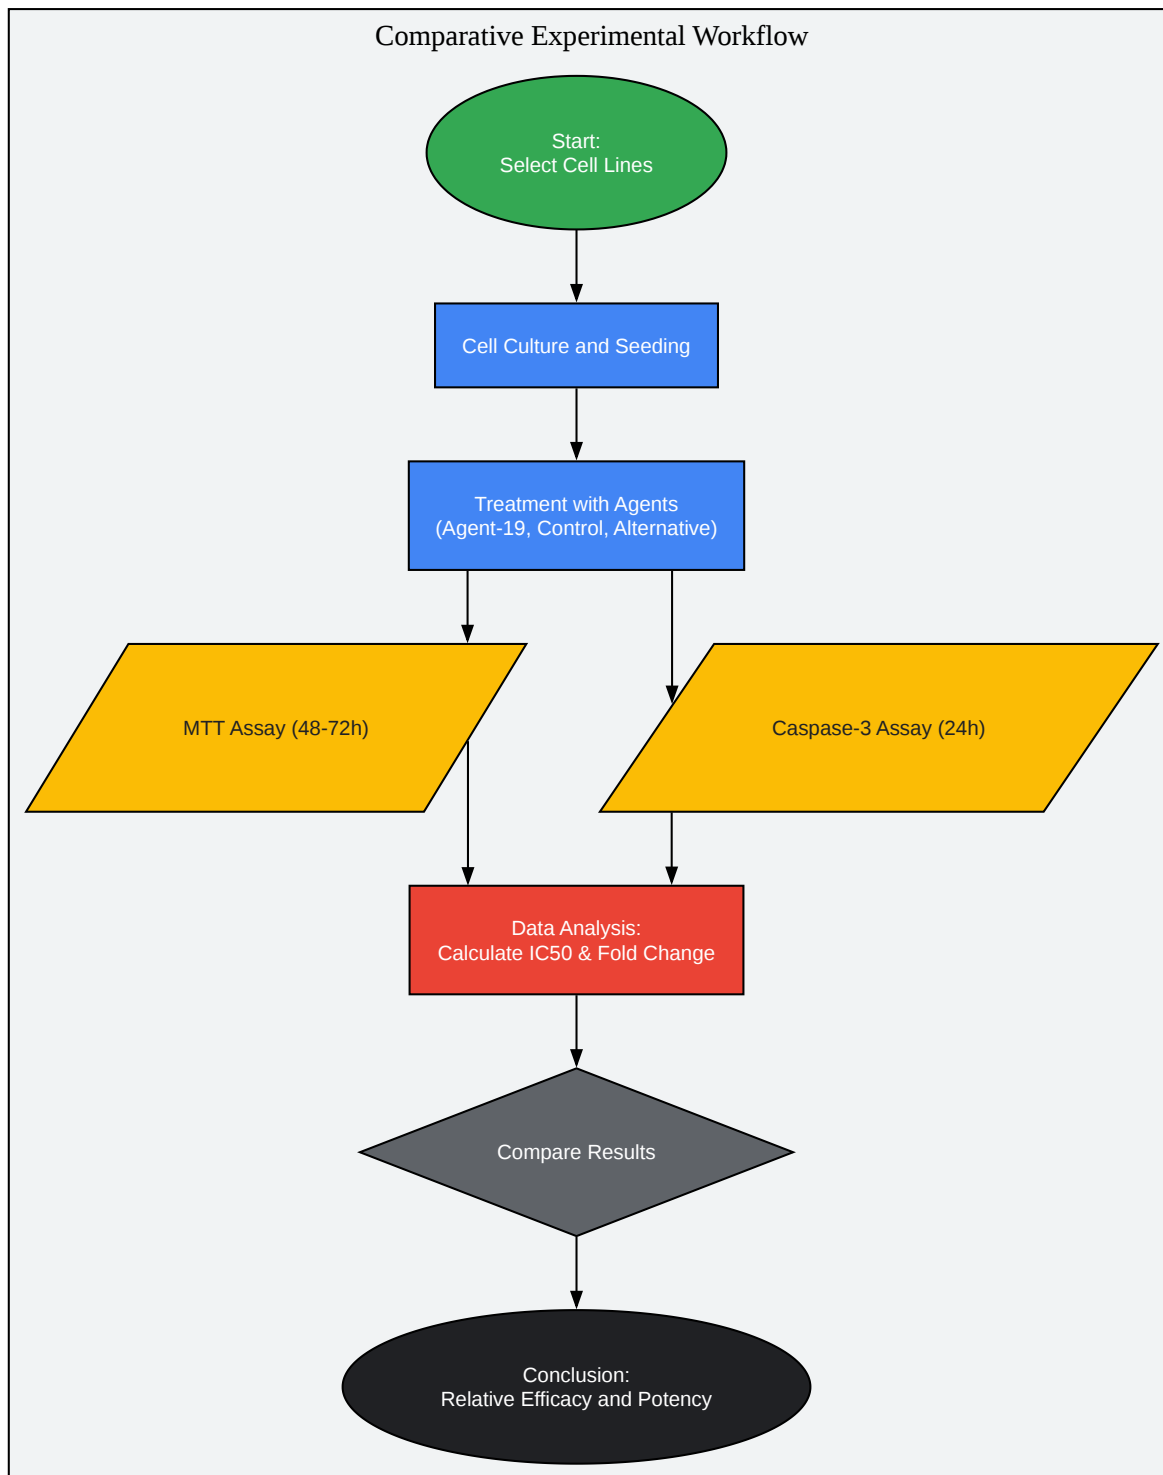 Comparative Experimental Workflow
Start:
Select Cell Lines
Cell Culture and Seeding
Treatment with Agents
(Agent-19, Control, Alternative)
MTT Assay (48-72h)
Caspase-3 Assay (24h)
Data Analysis:
Calculate IC50 & Fold Change
Compare Results
Conclusion:
Relative Efficacy and Potency